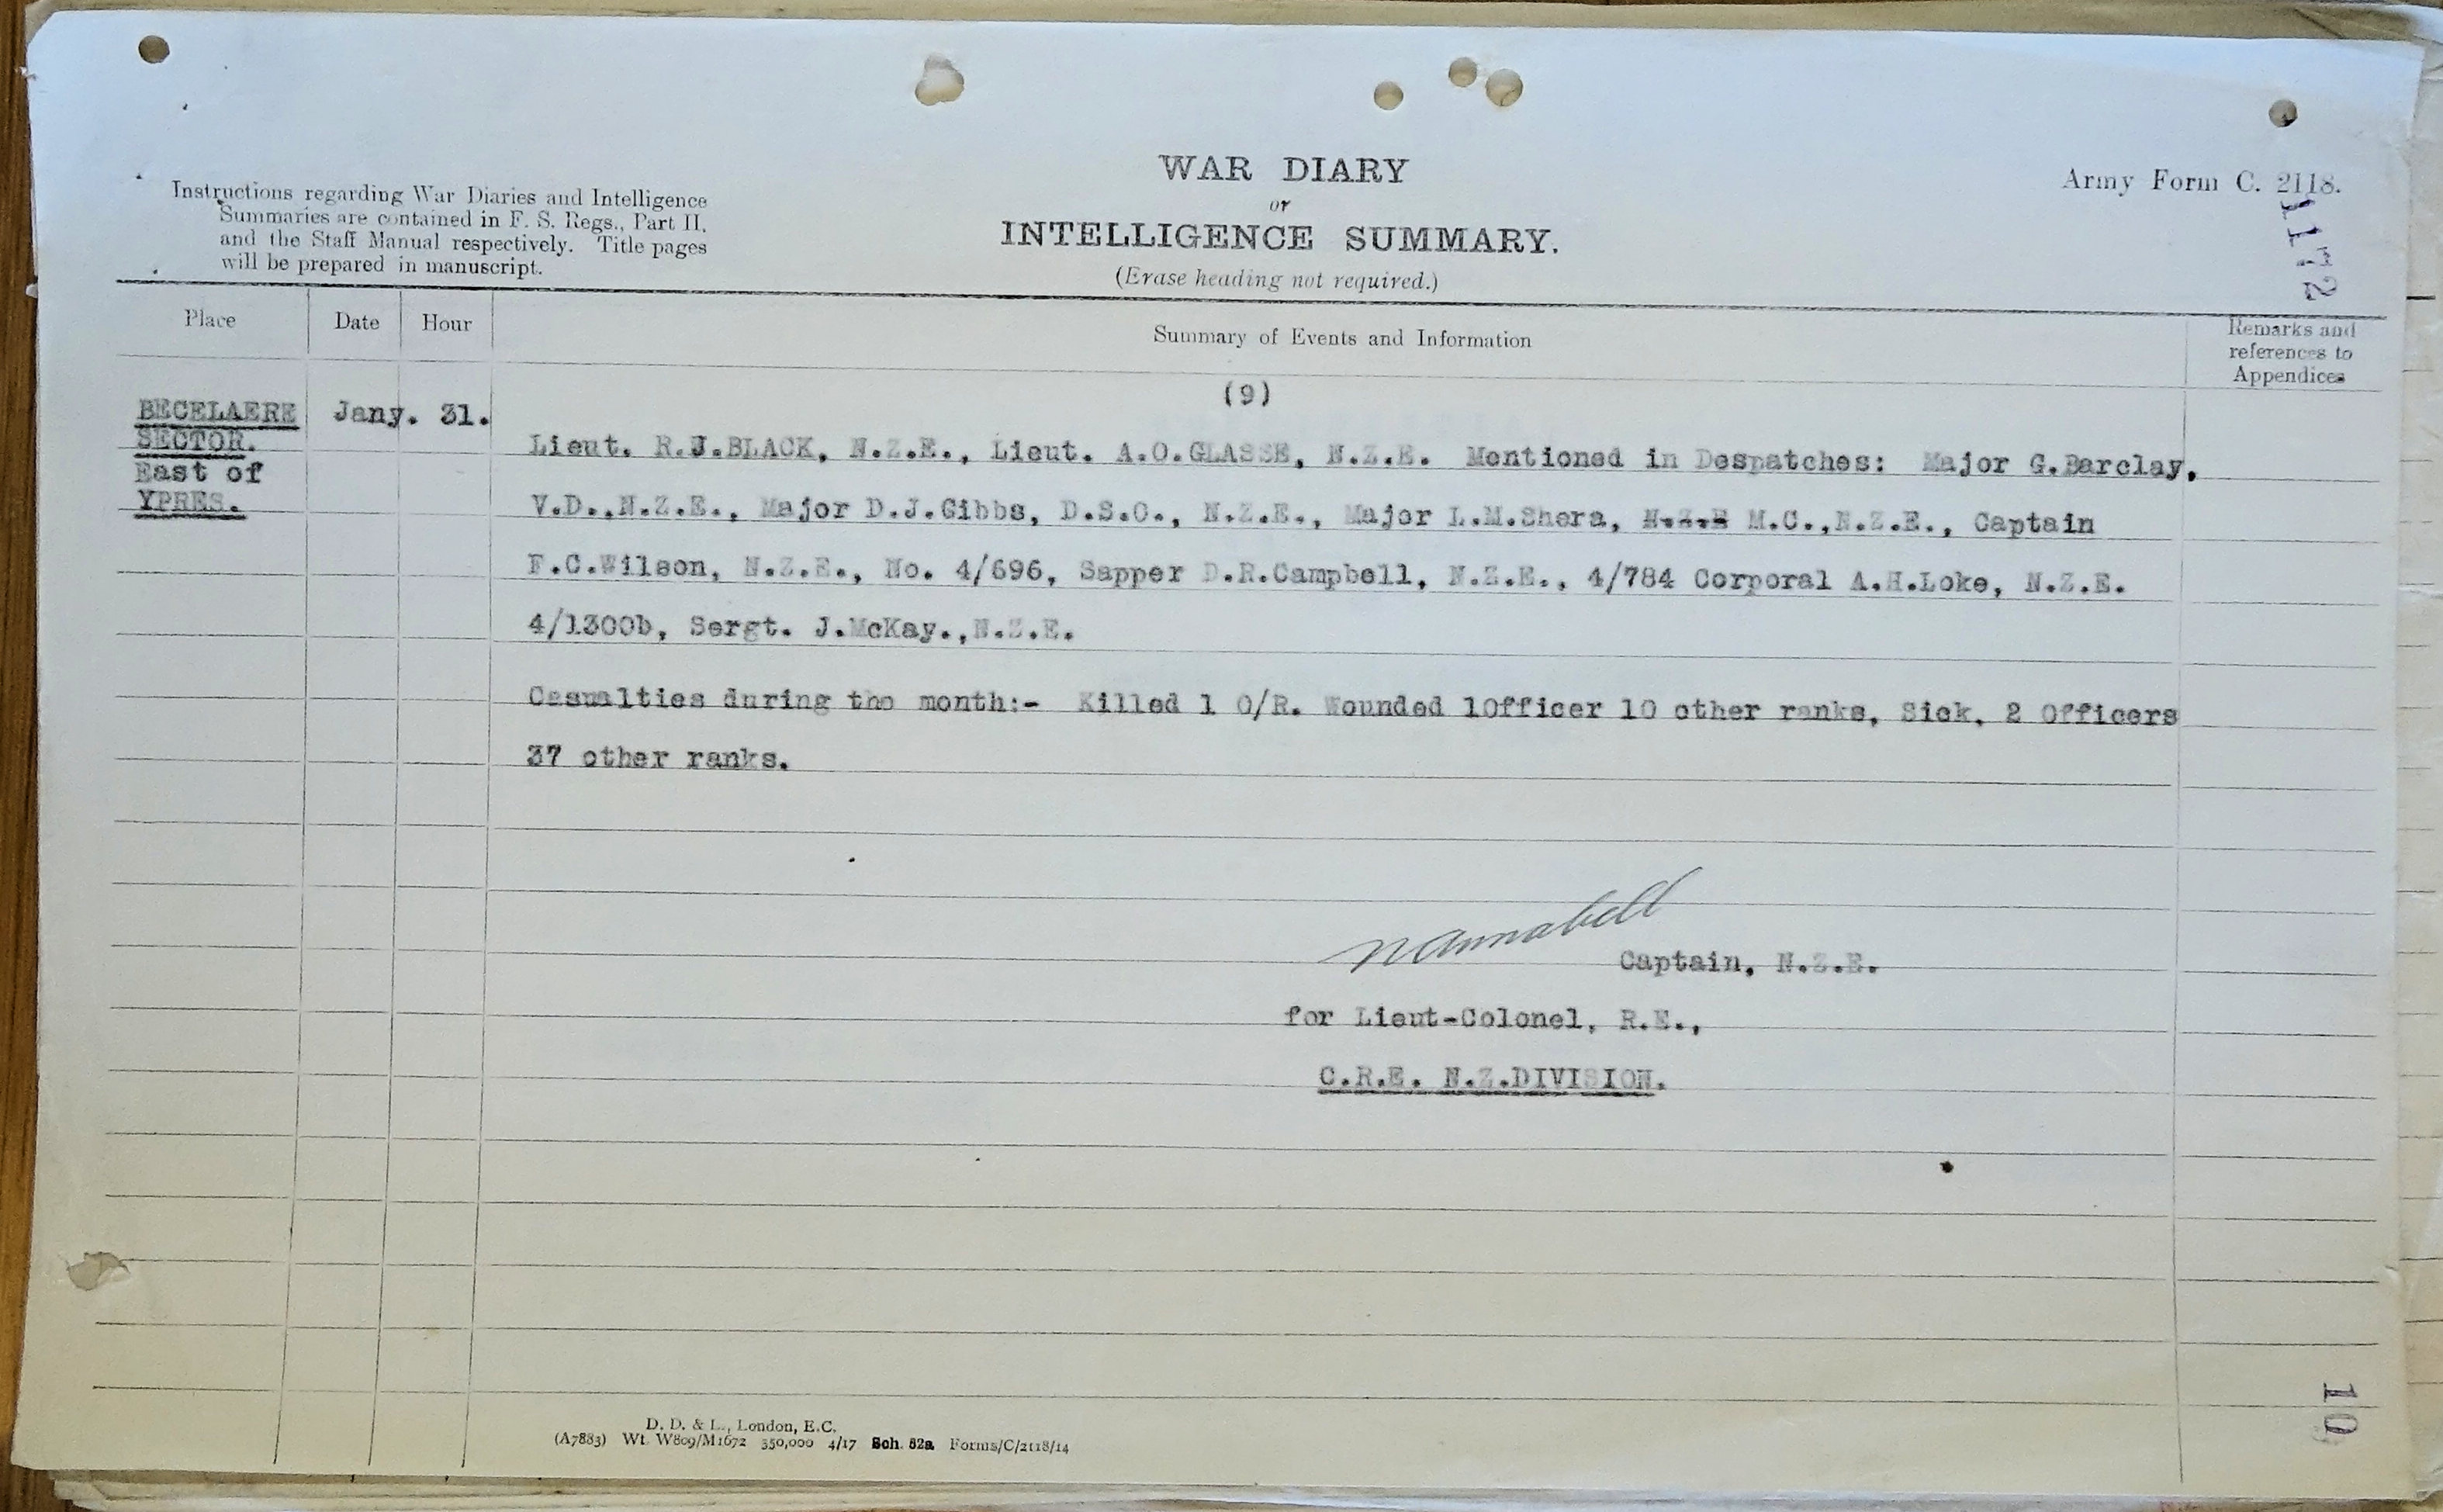 WAR DIARY
or
INTELLIGENCE SUMMARY.
(Erase heading not required.)
Army Form C. 2118.
1172
Instructions regarding War Diaries and Intelligence
Summaries are contained in F. S. Regs., Part II.
and the Staff Manual respectively. Title pages
will be prepared in manuscript.
Place
Date
Hour
Summary of Events and Information
Remarks and
references to
Appendices
(9)
BECELAERE
SECTOR.
East of
YPRES.
Jany. 31.
Lieut. R.J.BLACK, N.Z.E., Lieut. A.O.GLASSE, N.Z.E. Mentioned in Despatches: Major G.Barclay,
V.D.,N.Z.E., Major D.J.Gibbs, D.S.O., N.Z.E., Major L.M.Shera, N.Z.E M.C.,N.Z.E., Captain
F.C.Wilson, N.Z.E., No. 4/696, Sapper D.R.Campbell, N.Z.E., 4/784 Corporal A.H.Loke, N.Z.E.
4/1300b, Sergt. J.McKay.,N.Z.E.
Casualties during the month:- Killed 1 O/R. Wounded 1Officer 10 other ranks, Sick, 2 Officers
37 other ranks.
NAnnabell
Captain, N.Z.E.
for Lieut-Colonel, R.E.,
C.R.E. N.Z.DIVISION.
D. D. & L., London, E.C.
(A7883) Wt. W809/M1672 350,000 4/17 Sch. 52a Forms/C/2118/14
10